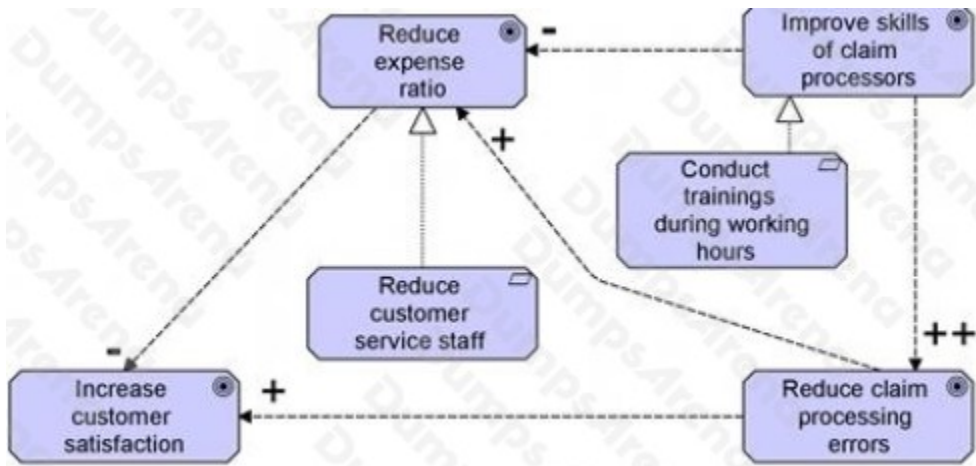 Reduce
expense
ratio
-
Improve skills
of claim
processors
+
Conduct
trainings
during working
hours
Reduce
customer
service staff
++
-
Increase
customer
satisfaction
+
Reduce claim
processing
errors
DumpsArena